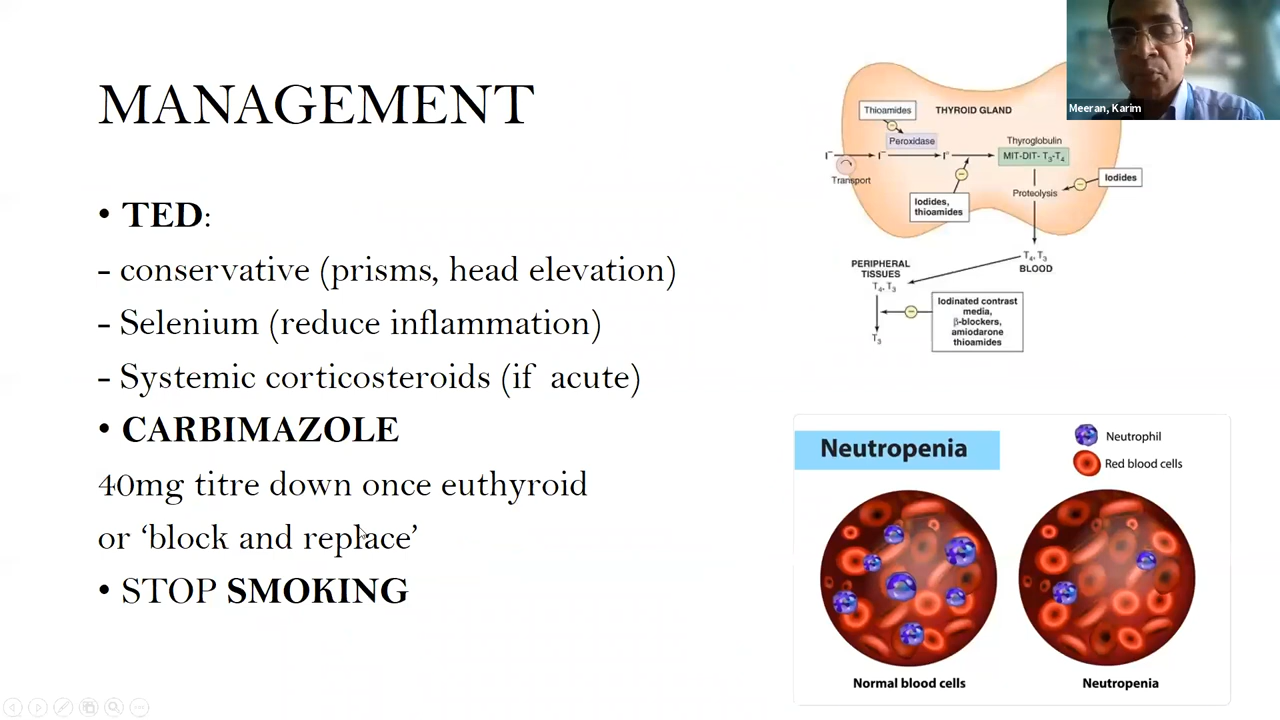 MANAGEMENT
• TED:
- conservative (prisms, head elevation)
- Selenium (reduce inflammation)
- Systemic corticosteroids (if acute)
• CARBIMAZOLE
40mg titre down once euthyroid
or ‘block and replace’
• STOP SMOKING
Meeran, Karim
Thioamides
THYROID GLAND
Peroxidase
Thyroglobulin
I⁻
I⁻
I°
MIT-DIT- T₃-T₄
Transport
Iodides,
thioamides
Proteolysis
Iodides
T₄, T₃
BLOOD
PERIPHERAL
TISSUES
T₄, T₃
T₃
Iodinated contrast
media,
β-blockers,
amiodarone
thioamides
Neutropenia
Neutrophil
Red blood cells
Normal blood cells
Neutropenia